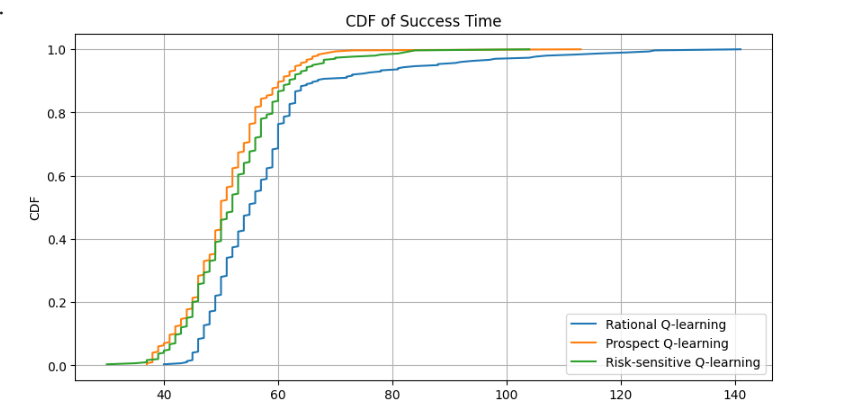 CDF of Success Time
1.0
0.8
0.6
0.4
0.2
0.0
CDF
Rational Q-learning
Prospect Q-learning
Risk-sensitive Q-learning
40
60
80
100
120
140